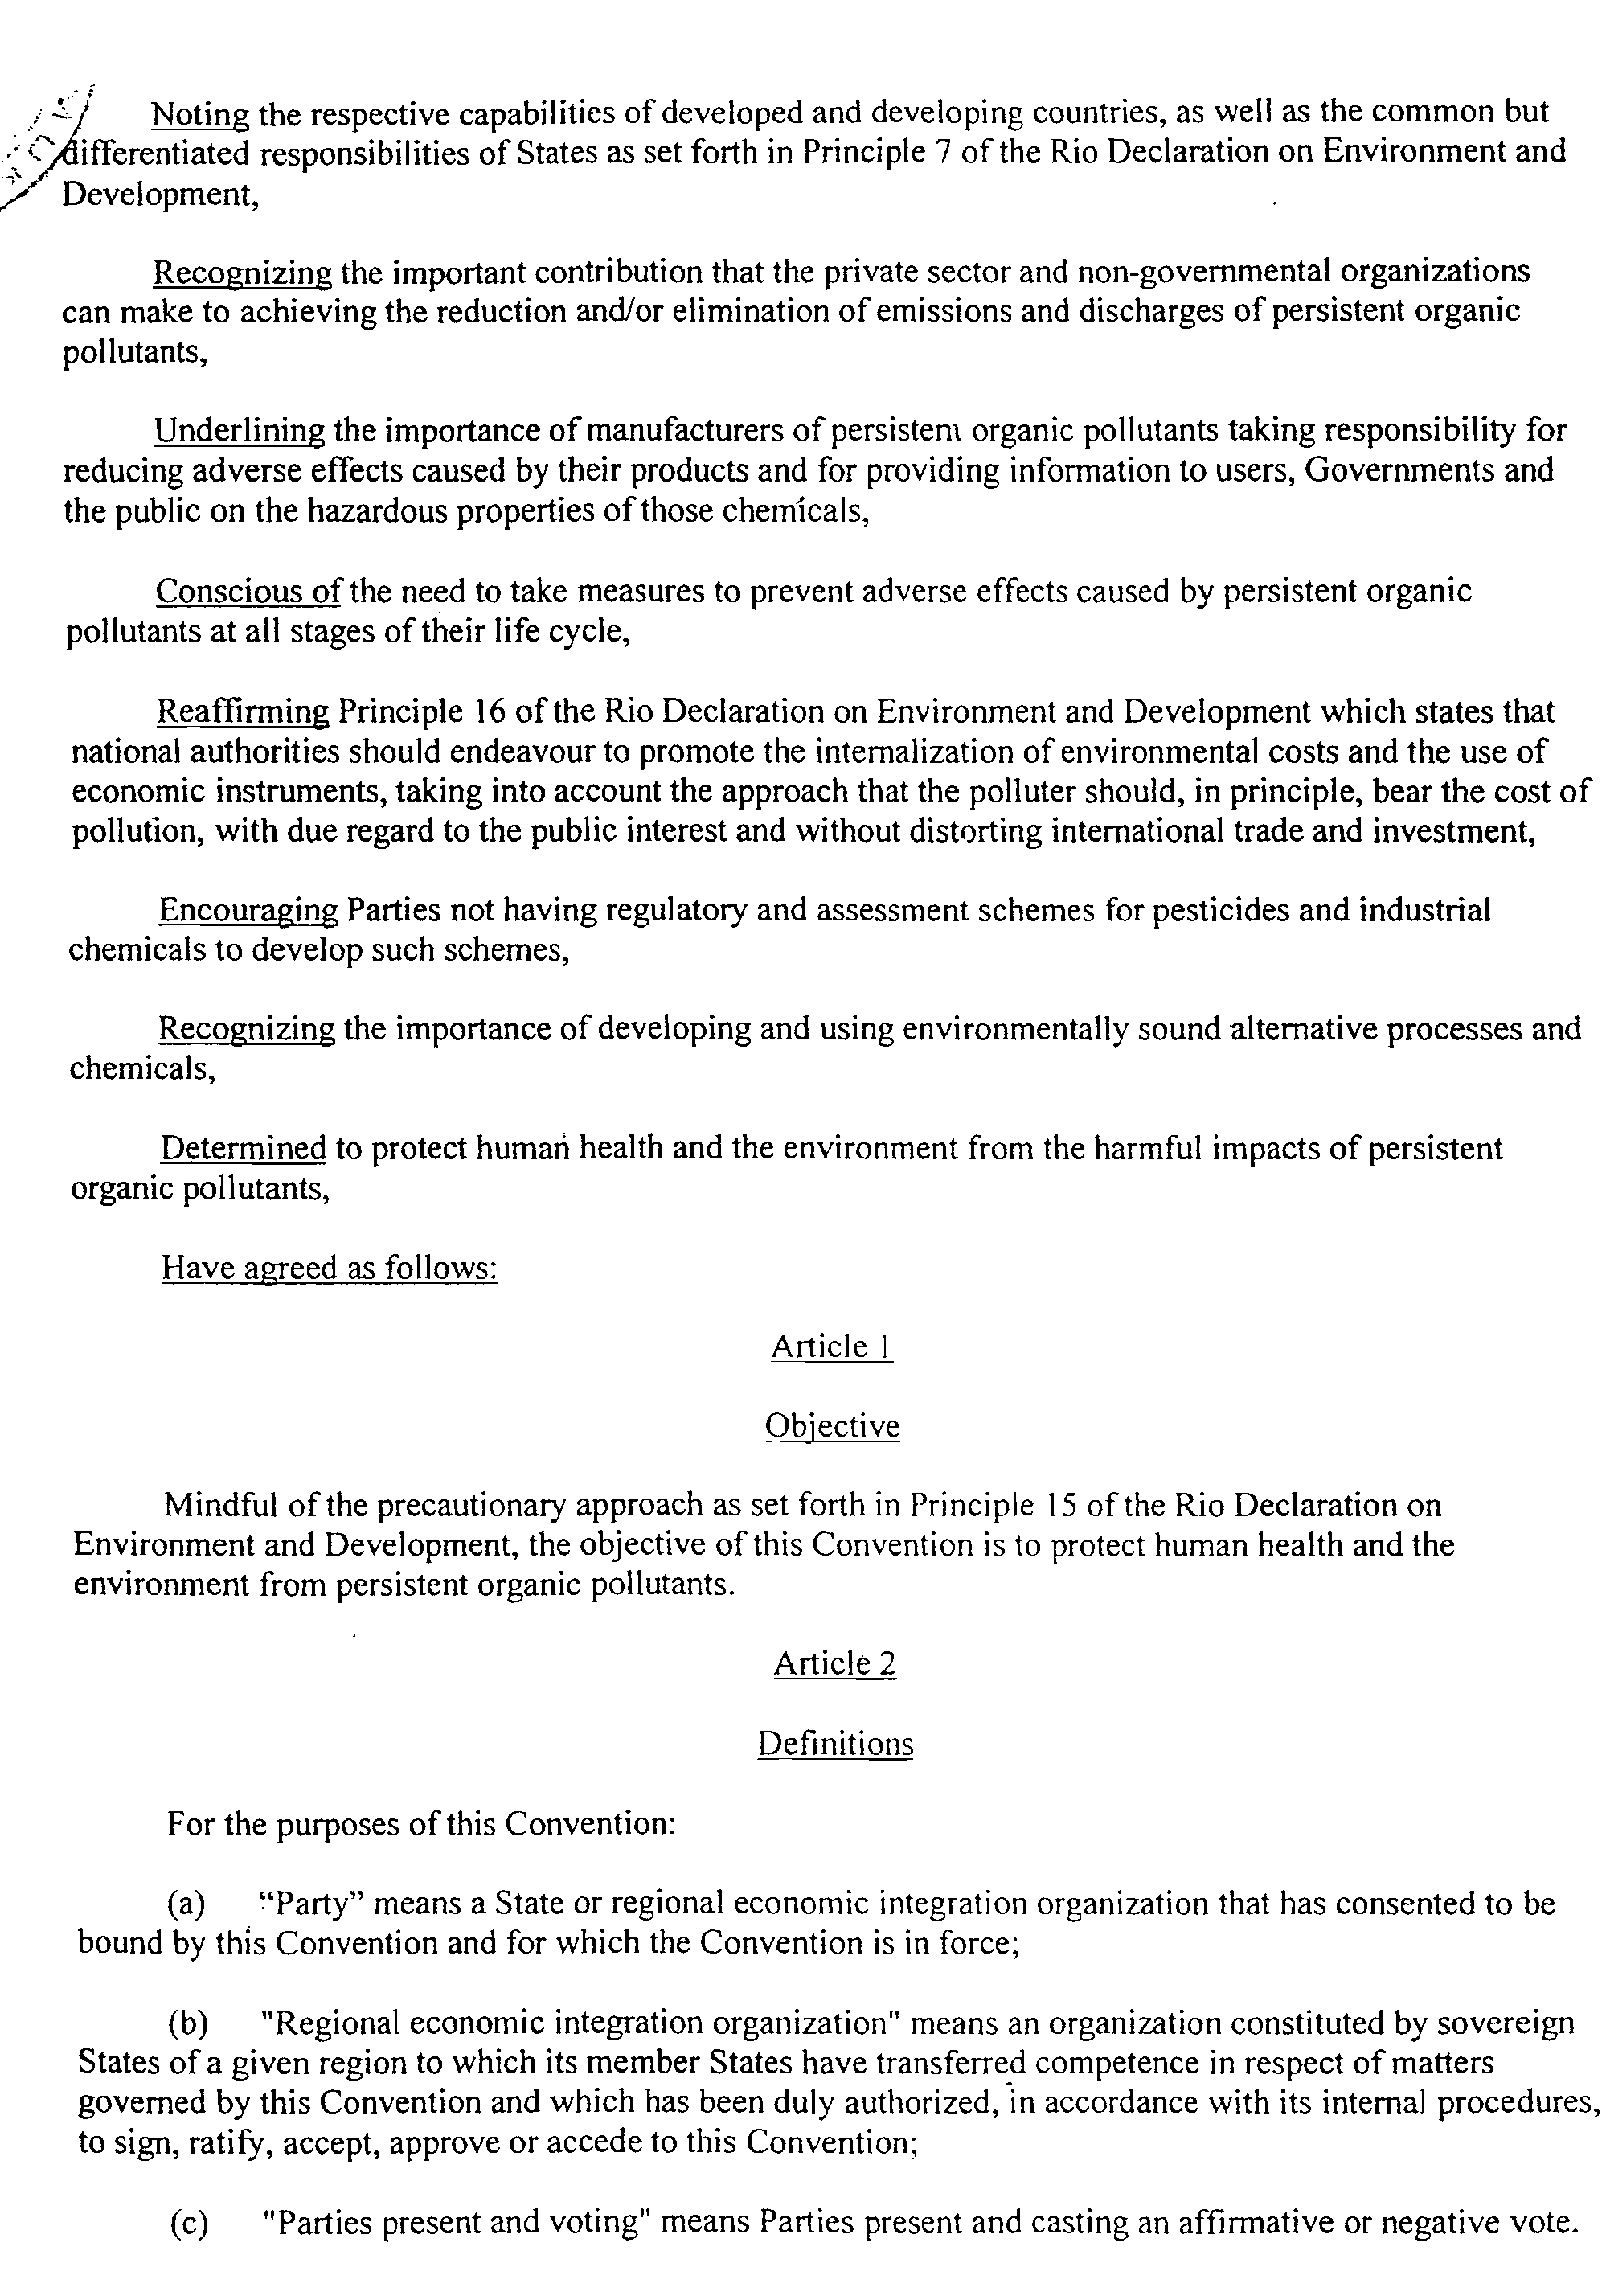 Noting the respective capabilities of developed and developing countries, as well as the common but
differentiated responsibilities of States as set forth in Principle 7 of the Rio Declaration on Environment and
Development,
Recognizing the important contribution that the private sector and non-governmental organizations
can make to achieving the reduction and/or elimination of emissions and discharges of persistent organic
pollutants,
Underlining the importance of manufacturers of persistent organic pollutants taking responsibility for
reducing adverse effects caused by their products and for providing information to users, Governments and
the public on the hazardous properties of those chemicals,
Conscious of the need to take measures to prevent adverse effects caused by persistent organic
pollutants at all stages of their life cycle,
Reaffirming Principle 16 of the Rio Declaration on Environment and Development which states that
national authorities should endeavour to promote the internalization of environmental costs and the use of
economic instruments, taking into account the approach that the polluter should, in principle, bear the cost of
pollution, with due regard to the public interest and without distorting international trade and investment,
Encouraging Parties not having regulatory and assessment schemes for pesticides and industrial
chemicals to develop such schemes,
Recognizing the importance of developing and using environmentally sound alternative processes and
chemicals,
Determined to protect human health and the environment from the harmful impacts of persistent
organic pollutants,
Have agreed as follows:
Article 1
Objective
Mindful of the precautionary approach as set forth in Principle 15 of the Rio Declaration on
Environment and Development, the objective of this Convention is to protect human health and the
environment from persistent organic pollutants.
Article 2
Definitions
For the purposes of this Convention:
(a) “Party” means a State or regional economic integration organization that has consented to be
bound by this Convention and for which the Convention is in force;
(b) "Regional economic integration organization" means an organization constituted by sovereign
States of a given region to which its member States have transferred competence in respect of matters
governed by this Convention and which has been duly authorized, in accordance with its internal procedures,
to sign, ratify, accept, approve or accede to this Convention;
(c) "Parties present and voting" means Parties present and casting an affirmative or negative vote.